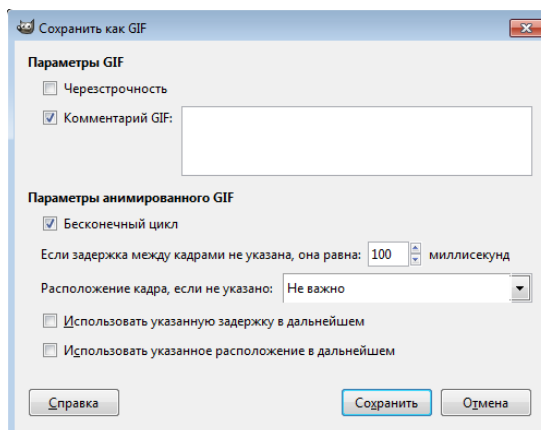 Сохранить как GIF
Параметры GIF
Черезстрочность
Комментарий GIF:
Параметры анимированного GIF
Бесконечный цикл
Если задержка между кадрами не указана, она равна: 100 миллисекунд
Расположение кадра, если не указано: Не важно
Использовать указанную задержку в дальнейшем
Использовать указанное расположение в дальнейшем
Справка Сохранить Отмена